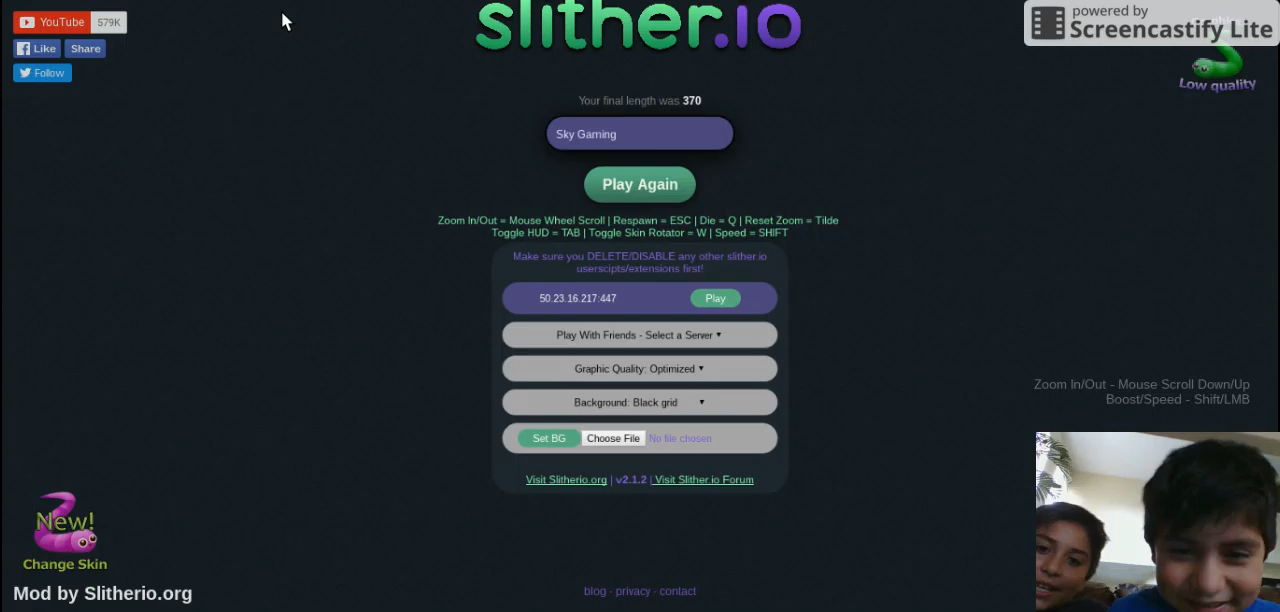 YouTube 579K
Like Share
Follow
slither.io
powered by
Screencastify Lite
Low quality
Your final length was 370
Sky Gaming
Play Again
Zoom In/Out = Mouse Wheel Scroll | Respawn = ESC | Die = Q | Reset Zoom = Tilde
Toggle HUD = TAB | Toggle Skin Rotator = W | Speed = SHIFT
Make sure you DELETE/DISABLE any other slither.io
userscipts/extensions first!
50.23.16.217:447 Play
Play With Friends - Select a Server ▾
Graphic Quality: Optimized ▾
Background: Black grid ▾
Set BG Choose File No file chosen
Visit Slitherio.org | v2.1.2 | Visit Slither.io Forum
Zoom In/Out - Mouse Scroll Down/Up
Boost/Speed - Shift/LMB
New!
Change Skin
Mod by Slitherio.org
blog · privacy · contact